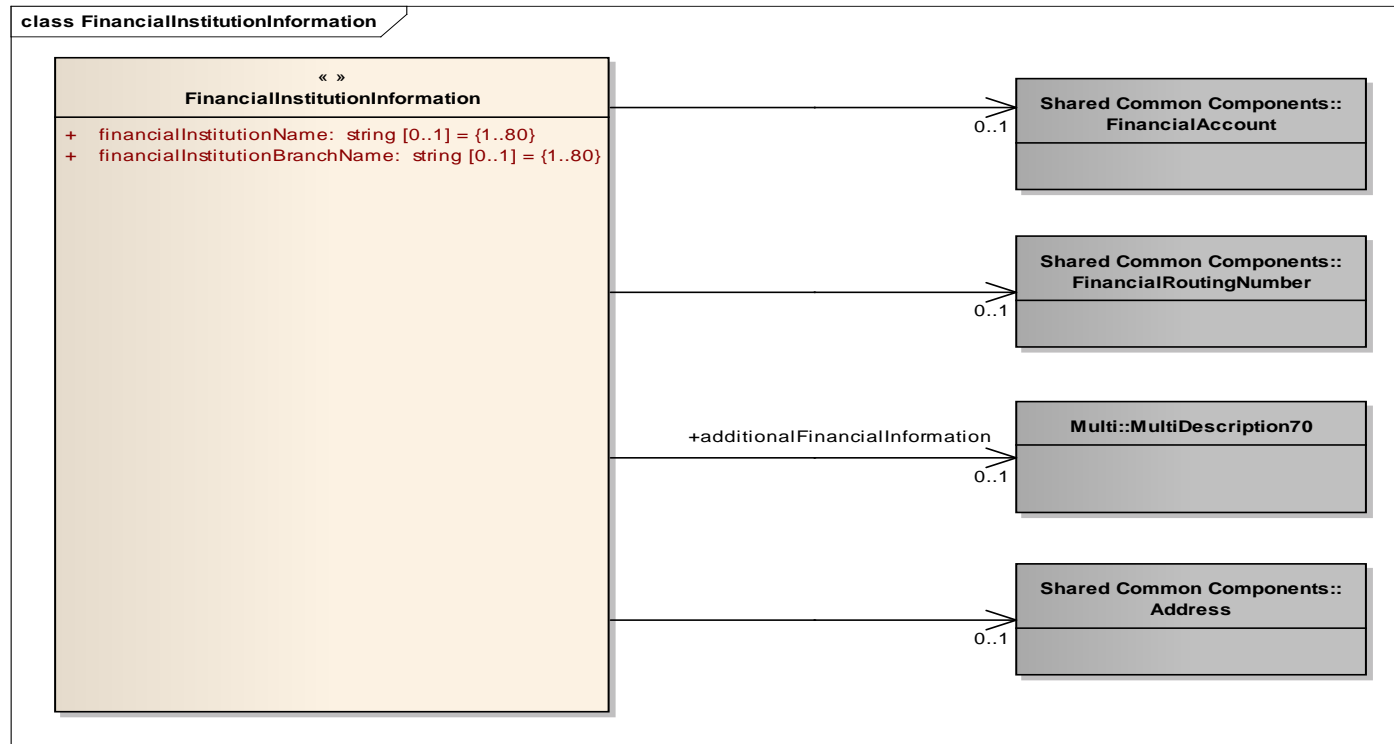 class FinancialInstitutionInformation
« »
FinancialInstitutionInformation
+ financialInstitutionName: string [0..1] = {1..80}
+ financialInstitutionBranchName: string [0..1] = {1..80}
Shared Common Components::
FinancialAccount
0..1
Shared Common Components::
FinancialRoutingNumber
0..1
+additionalFinancialInformation
Multi::MultiDescription70
0..1
Shared Common Components::
Address
0..1